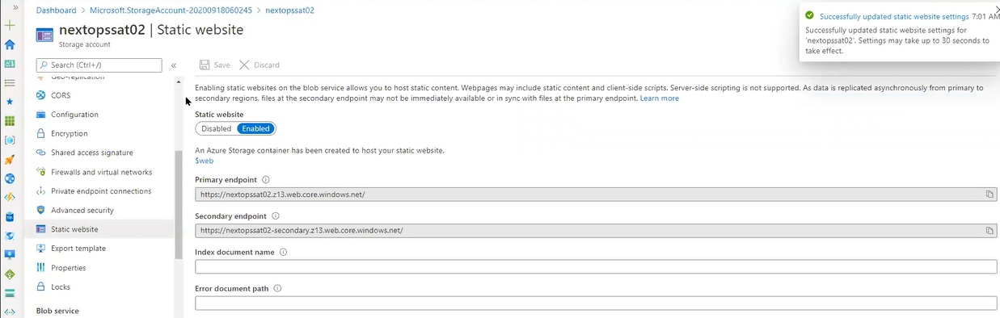 Dashboard > Microsoft.StorageAccount-20200918060245 > nextopssat02
nextopssat02 | Static website
Storage account
Successfully updated static website settings 7:01 AM
Successfully updated static website settings for
'nextopssat02'. Settings may take up to 30 seconds to
take effect.
Search (Ctrl+/)
«
Save
Discard
Geo-replication
CORS
Configuration
Encryption
Shared access signature
Firewalls and virtual networks
Private endpoint connections
Advanced security
Static website
Export template
Properties
Locks
Blob service
Enabling static websites on the blob service allows you to host static content. Webpages may include static content and client-side scripts. Server-side scripting is not supported. As data is replicated asynchronously from primary to
secondary regions, files at the secondary endpoint may not be immediately available or in sync with files at the primary endpoint. Learn more
Static website
Disabled Enabled
An Azure Storage container has been created to host your static website.
$web
Primary endpoint
https://nextopssat02.z13.web.core.windows.net/
Secondary endpoint
https://nextopssat02-secondary.z13.web.core.windows.net/
Index document name
Error document path